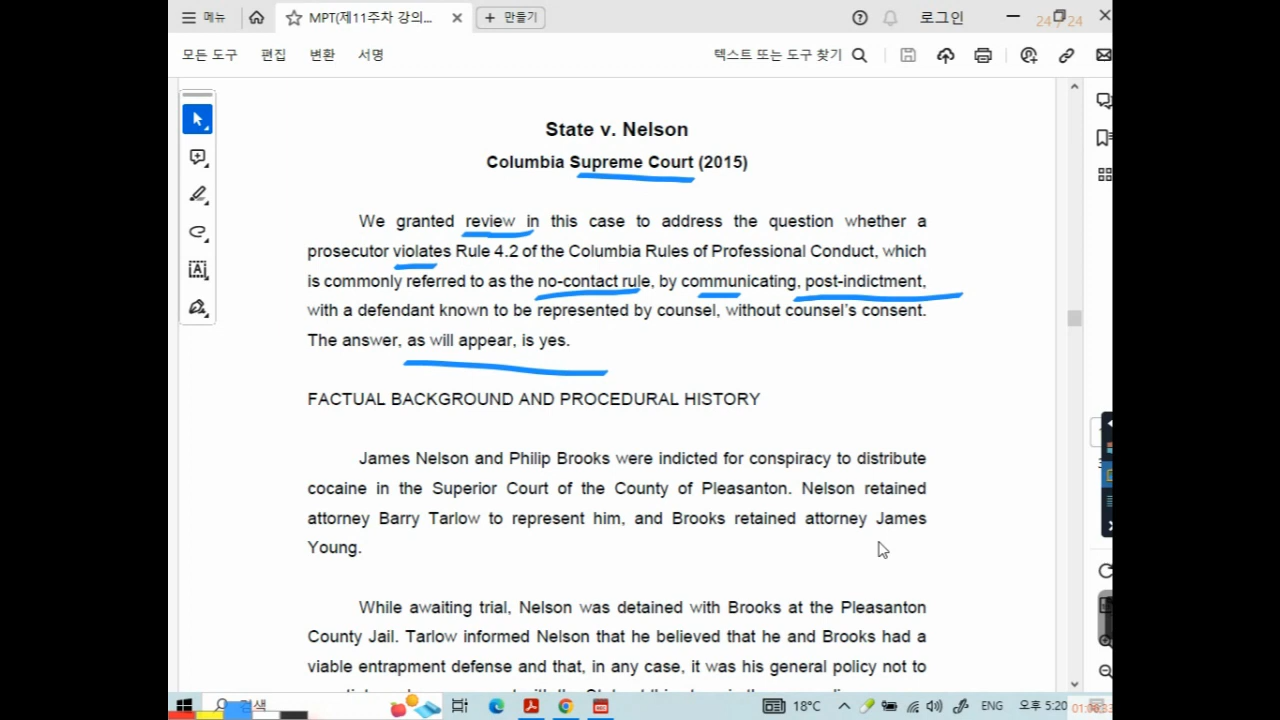 메뉴
MPT(제11주차 강의...
만들기
로그인
24 / 24
모든 도구
편집
변환
서명
텍스트 또는 도구 찾기
State v. Nelson
Columbia Supreme Court (2015)
We granted review in this case to address the question whether a
prosecutor violates Rule 4.2 of the Columbia Rules of Professional Conduct, which
is commonly referred to as the no-contact rule, by communicating, post-indictment,
with a defendant known to be represented by counsel, without counsel's consent.
The answer, as will appear, is yes.
FACTUAL BACKGROUND AND PROCEDURAL HISTORY
James Nelson and Philip Brooks were indicted for conspiracy to distribute
cocaine in the Superior Court of the County of Pleasanton. Nelson retained
attorney Barry Tarlow to represent him, and Brooks retained attorney James
Young.
While awaiting trial, Nelson was detained with Brooks at the Pleasanton
County Jail. Tarlow informed Nelson that he believed that he and Brooks had a
viable entrapment defense and that, in any case, it was his general policy not to
검색
18°C
ENG
오후 5:20